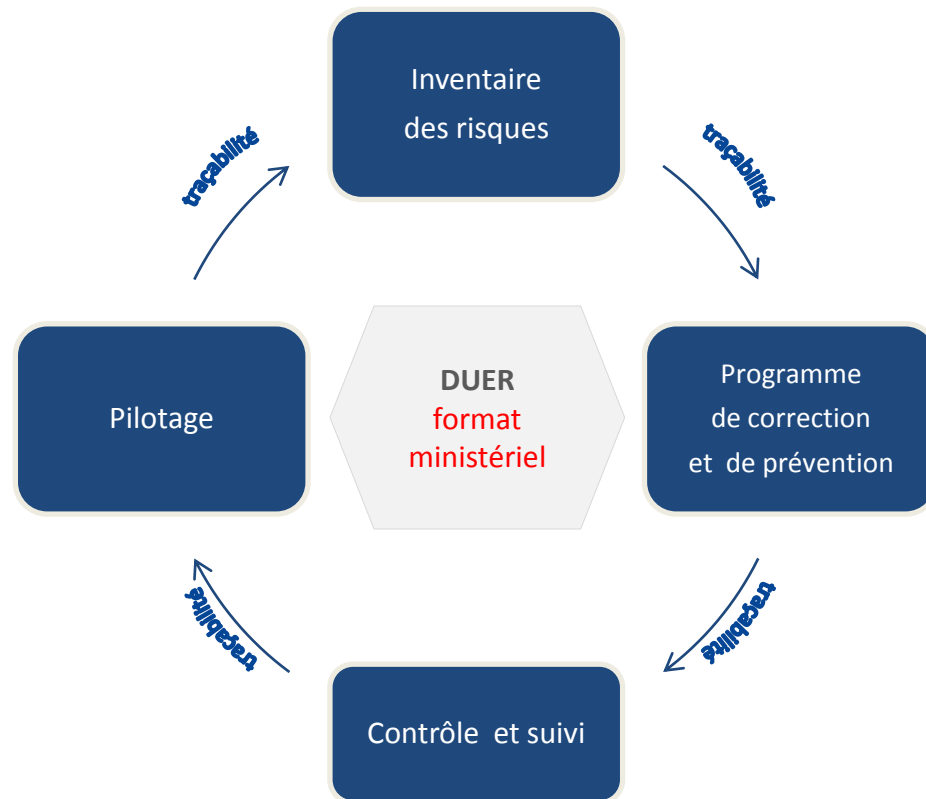 Inventaire
des risques
traçabilité
traçabilité
Pilotage
DUER
format
ministériel
Programme
de correction
et de prévention
traçabilité
traçabilité
Contrôle et suivi